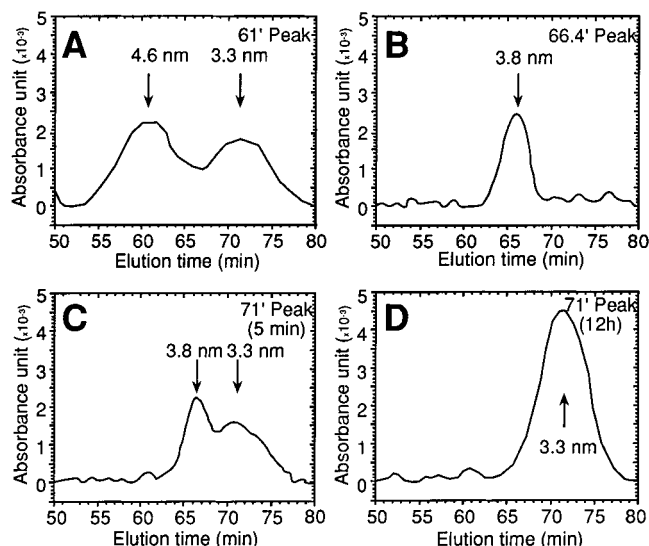 A
61' Peak
4.6 nm 3.3 nm
Absorbance unit (x10-3)
5
4
3
2
1
0
50 55 60 65 70 75 80
Elution time (min)
B
66.4' Peak
3.8 nm
Absorbance unit (x10-3)
5
4
3
2
1
0
50 55 60 65 70 75 80
Elution time (min)
C
71' Peak
(5 min)
3.8 nm 3.3 nm
Absorbance unit (x10-3)
5
4
3
2
1
0
50 55 60 65 70 75 80
Elution time (min)
D
71' Peak
(12h)
3.3 nm
Absorbance unit (x10-3)
5
4
3
2
1
0
50 55 60 65 70 75 80
Elution time (min)